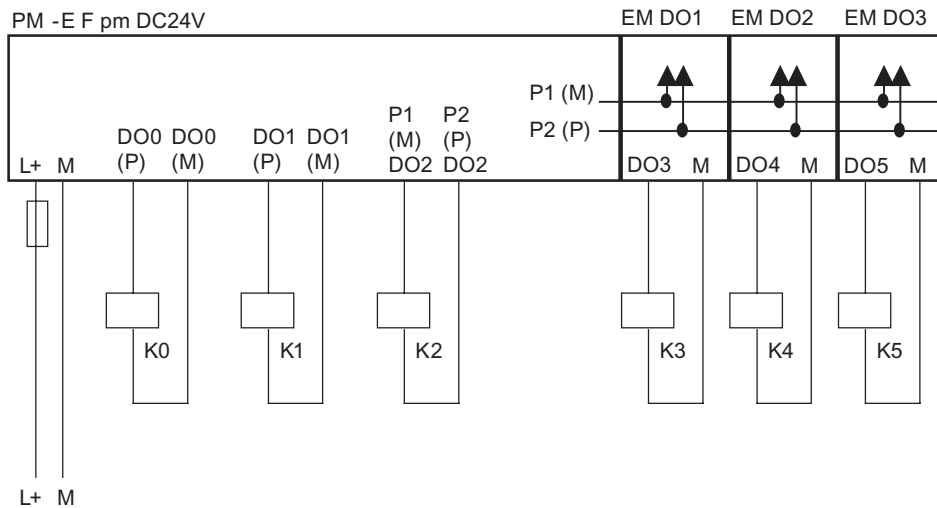 PM -E F pm DC24V
EM DO1 EM DO2 EM DO3
P1 (M)
P2 (P)
P1 P2
(M) (P)
DO2 DO2
DO0 DO0
(P) (M)
DO1 DO1
(P) (M)
L+ M
DO3 M
DO4 M
DO5 M
K0 K1 K2 K3 K4 K5
L+ M